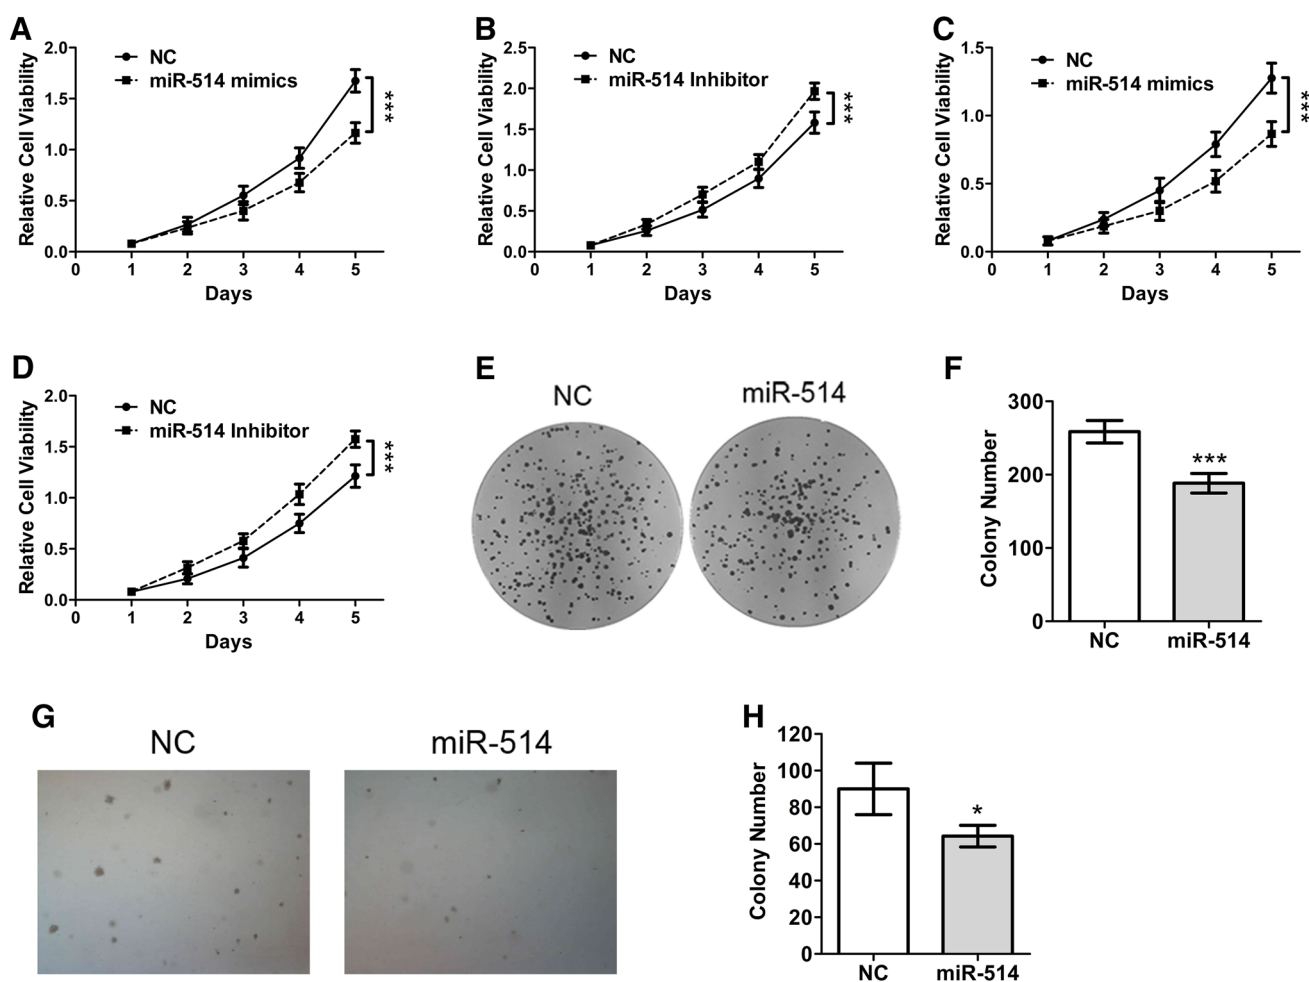 A
Relative Cell Viability
2.0
1.5
1.0
0.5
0.0
NC
miR-514 mimics
***
0 1 2 3 4 5
Days
B
Relative Cell Viability
2.5
2.0
1.5
1.0
0.5
0.0
NC
miR-514 Inhibitor
***
0 1 2 3 4 5
Days
C
Relative Cell Viability
1.5
1.0
0.5
0.0
NC
miR-514 mimics
***
0 1 2 3 4 5
Days
D
Relative Cell Viability
2.0
1.5
1.0
0.5
0.0
NC
miR-514 Inhibitor
***
0 1 2 3 4 5
Days
E
NC miR-514
F
Colony Number
300
200
100
0
***
NC miR-514
G
NC miR-514
H
Colony Number
120
100
80
60
40
20
0
*
NC miR-514